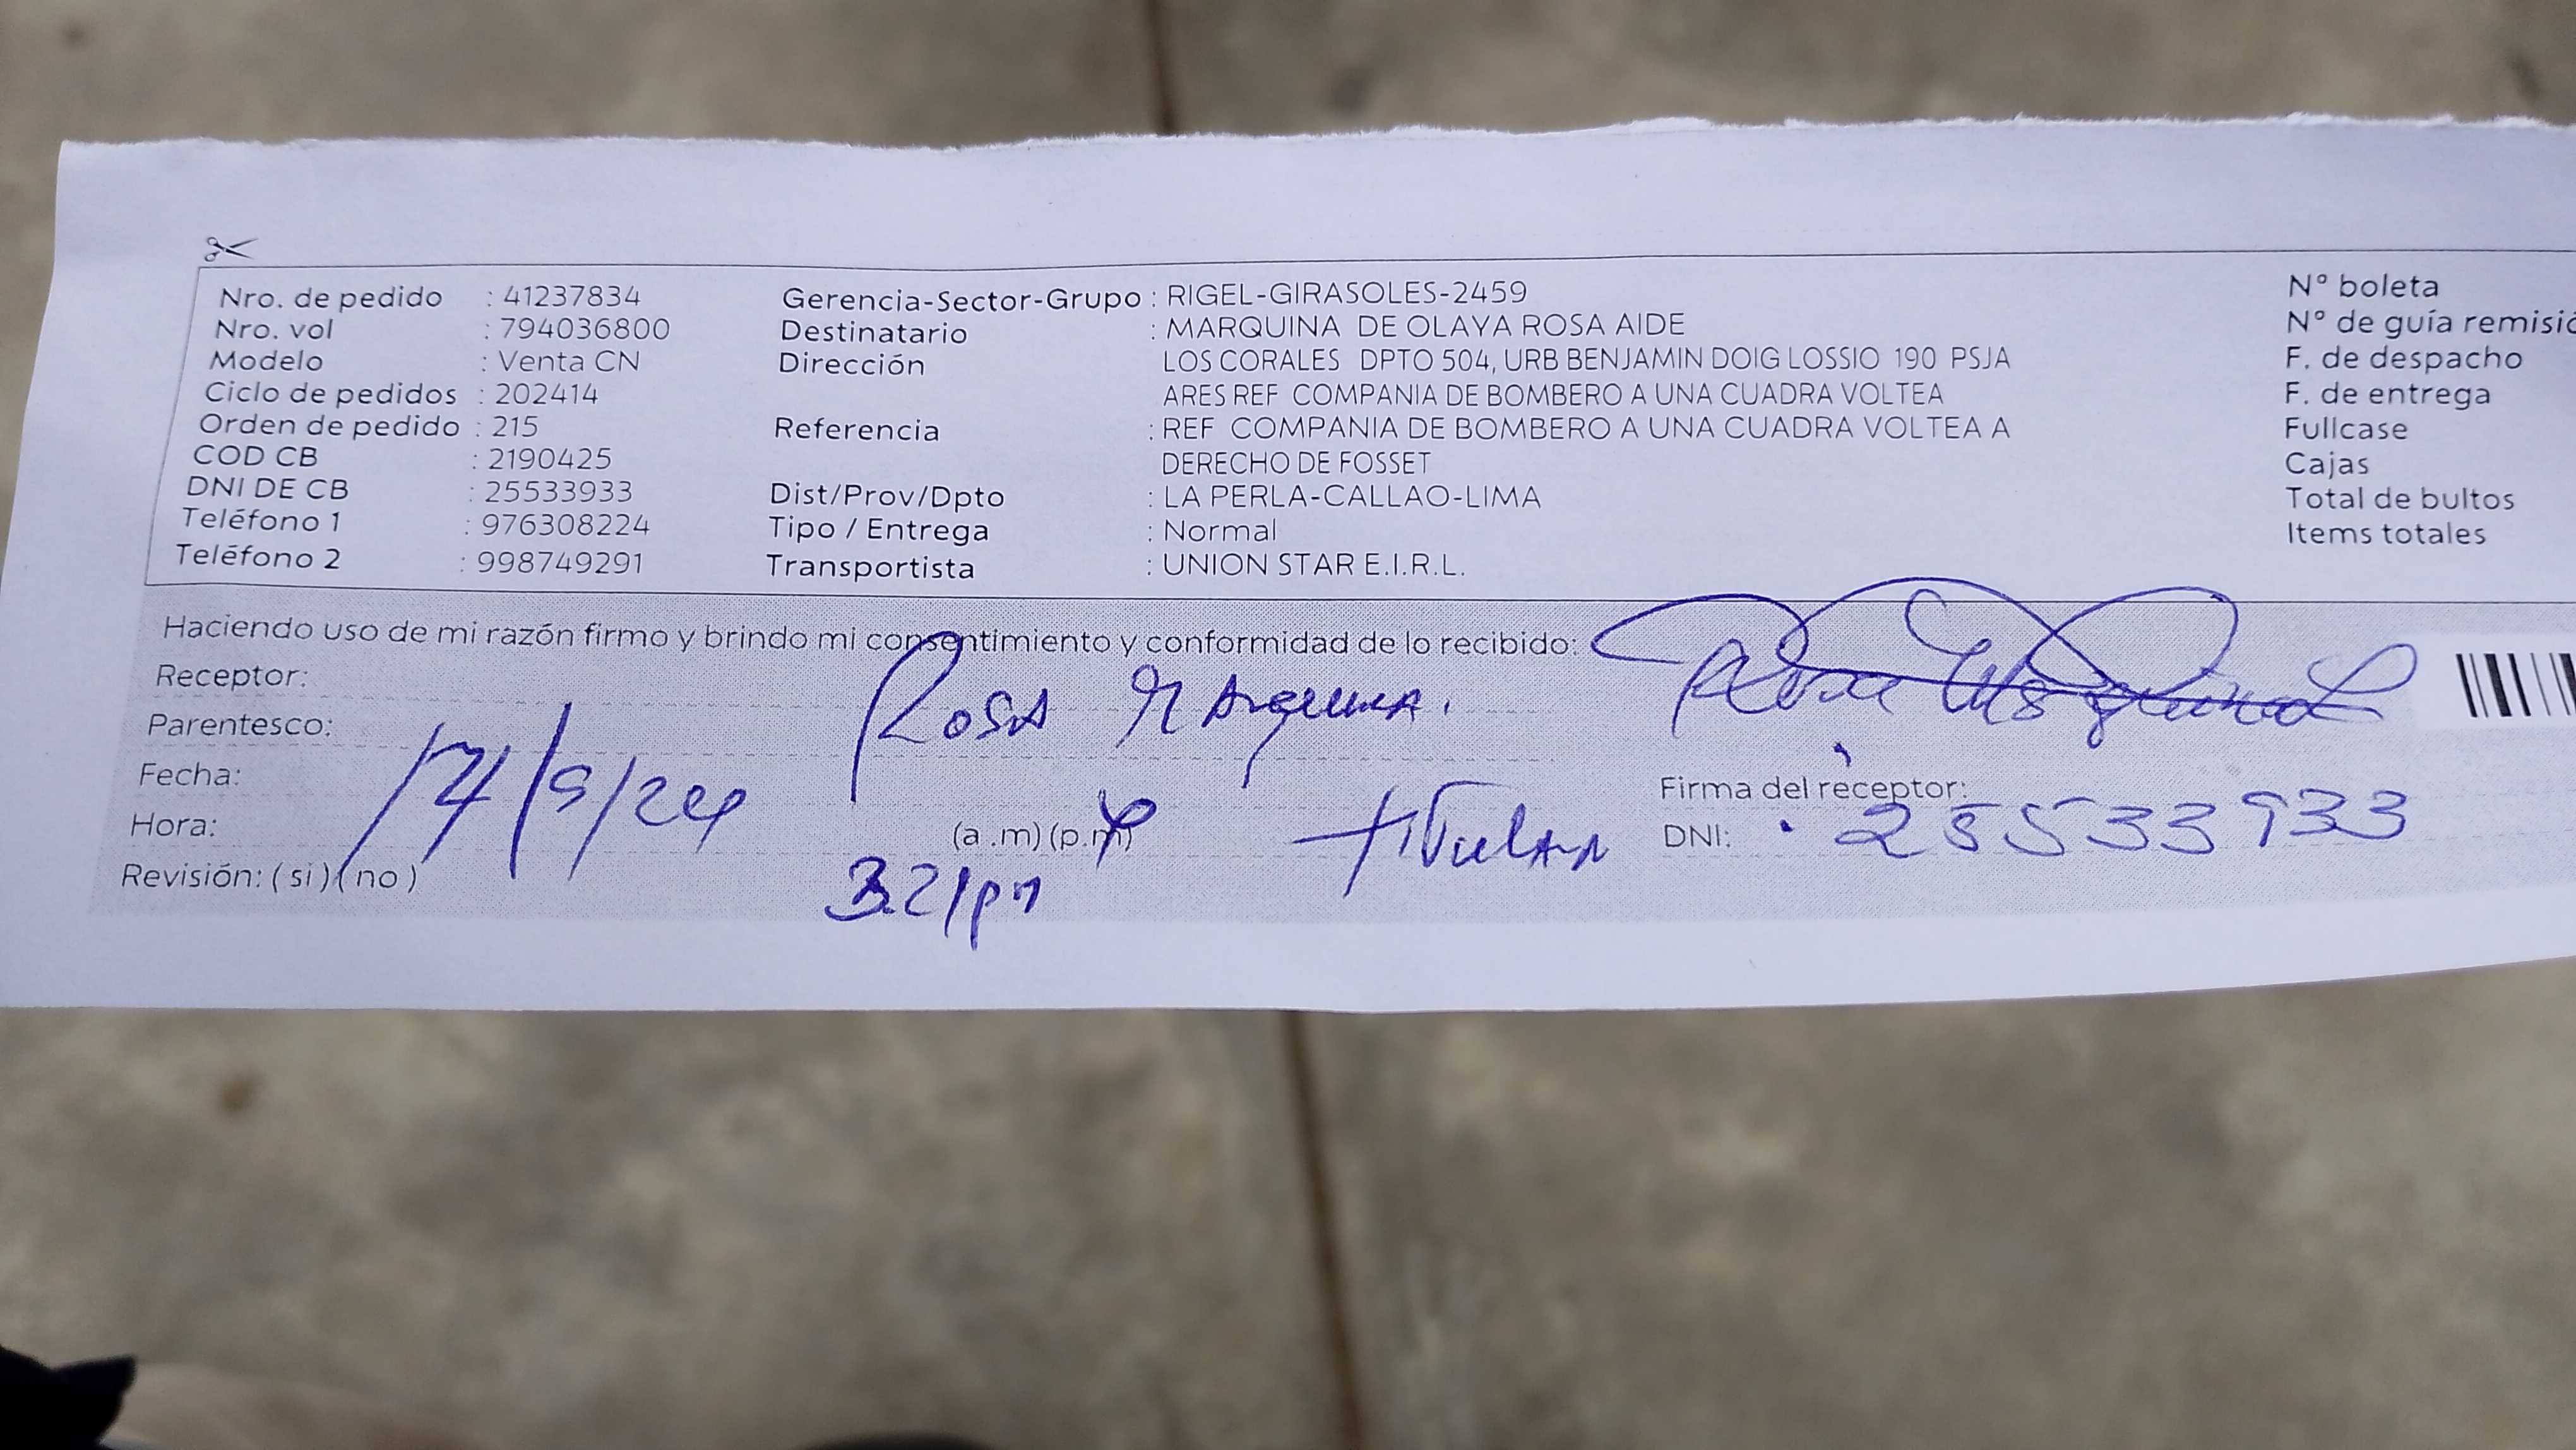 Nro. de pedido : 41237834 Gerencia-Sector-Grupo : RIGEL-GIRASOLES-2459 N° boleta
Nro. vol : 794036800 Destinatario : MARQUINA DE OLAYA ROSA AIDE N° de guía remisió
Modelo : Venta CN Dirección LOS CORALES DPTO 504, URB BENJAMIN DOIG LOSSIO 190 PSJA F. de despacho
Ciclo de pedidos : 202414 ARES REF COMPANIA DE BOMBERO A UNA CUADRA VOLTEA F. de entrega
Orden de pedido : 215 Referencia : REF COMPANIA DE BOMBERO A UNA CUADRA VOLTEA A Fullcase
COD CB : 2190425 DERECHO DE FOSSET Cajas
DNI DE CB : 25533933 Dist/Prov/Dpto : LA PERLA-CALLAO-LIMA Total de bultos
Teléfono 1 : 976308224 Tipo / Entrega : Normal Items totales
Teléfono 2 : 998749291 Transportista : UNION STAR E.I.R.L.
Haciendo uso de mi razón firmo y brindo mi consentimiento y conformidad de lo recibido:
Receptor: Rosa Marquina.
Parentesco:
Fecha: 17/9/24 Firma del receptor:
Hora: (a.m) (p.m) titular DNI: 25533933
Revisión: ( si ) ( no ) 3.21pm